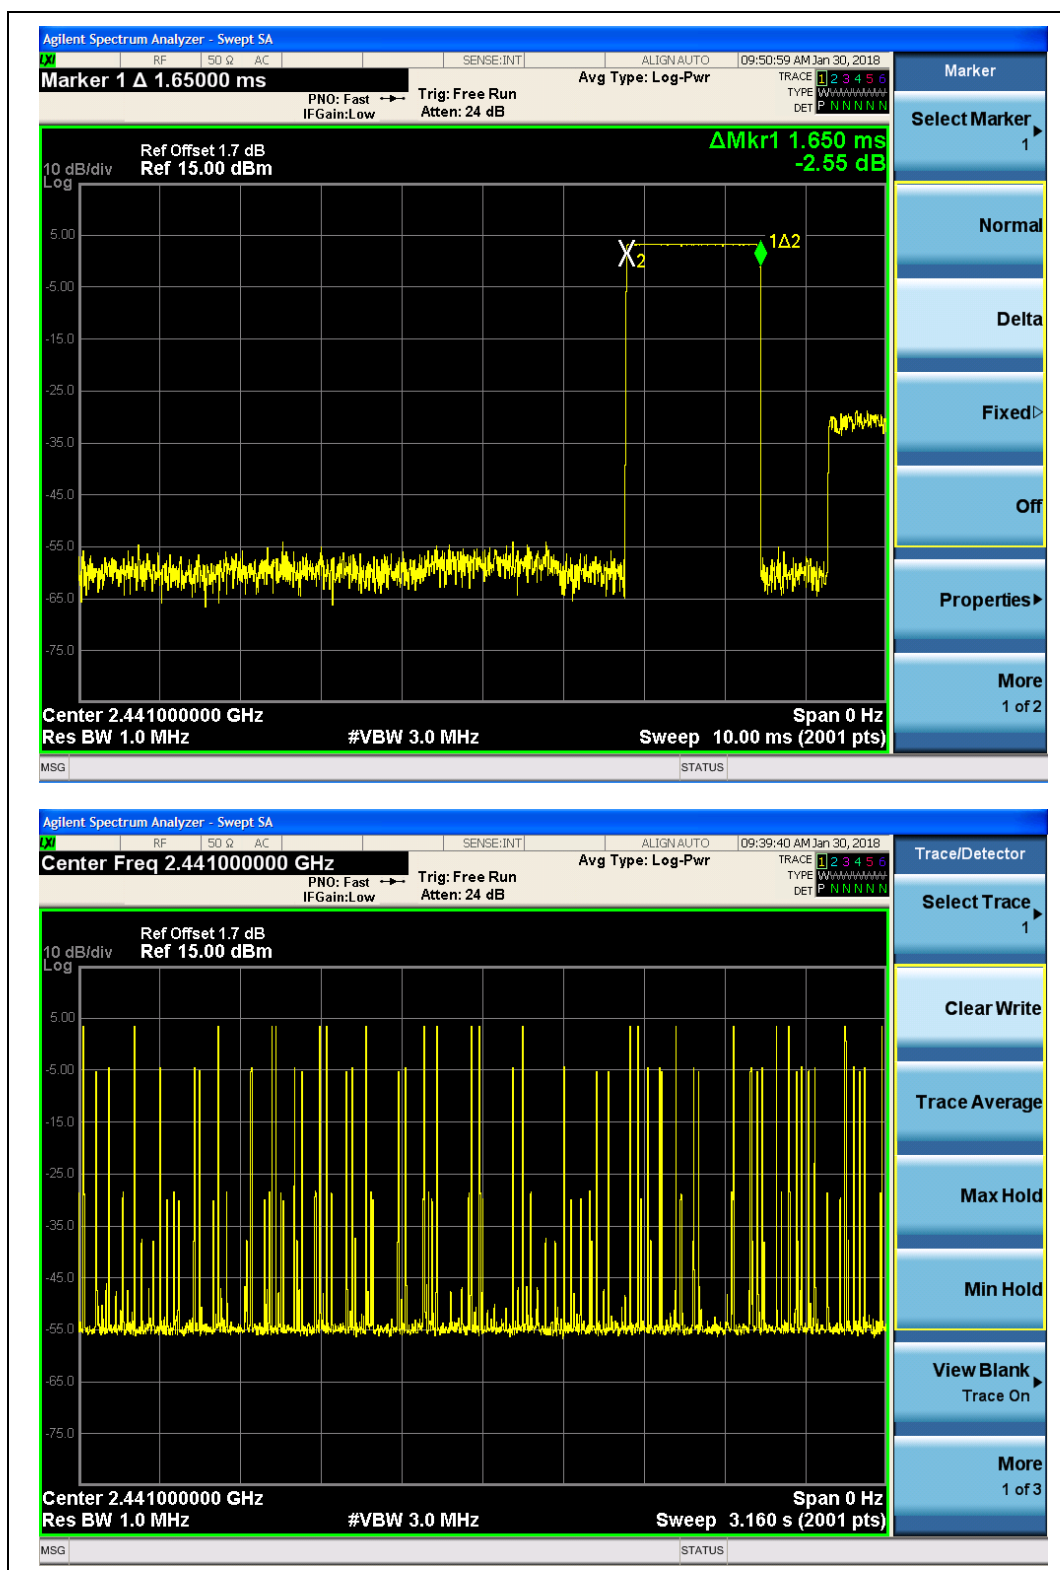 Agilent Spectrum Analyzer - Swept SA
LXI RF 50 Ω AC SENSE:INT ALIGN AUTO 09:50:59 AM Jan 30, 2018
Marker 1 Δ 1.65000 ms
PNO: Fast
IFGain:Low
Trig: Free Run
Atten: 24 dB
Avg Type: Log-Pwr
TRACE 1 2 3 4 5 6
TYPE
DET P N N N N N
ΔMkr1 1.650 ms
-2.55 dB
Ref Offset 1.7 dB
10 dB/div Ref 15.00 dBm
Log
5.00
-5.00
-15.0
-25.0
-35.0
-45.0
-55.0
-65.0
-75.0
X2
1Δ2
Center 2.441000000 GHz Span 0 Hz
Res BW 1.0 MHz #VBW 3.0 MHz Sweep 10.00 ms (2001 pts)
MSG STATUS
Marker
Select Marker
1
Normal
Delta
Fixed
Off
Properties
More
1 of 2
Agilent Spectrum Analyzer - Swept SA
LXI RF 50 Ω AC SENSE:INT ALIGN AUTO 09:39:40 AM Jan 30, 2018
Center Freq 2.441000000 GHz
PNO: Fast
IFGain:Low
Trig: Free Run
Atten: 24 dB
Avg Type: Log-Pwr
TRACE 1 2 3 4 5 6
TYPE
DET P N N N N N
Ref Offset 1.7 dB
10 dB/div Ref 15.00 dBm
Log
5.00
-5.00
-15.0
-25.0
-35.0
-45.0
-55.0
-65.0
-75.0
Center 2.441000000 GHz Span 0 Hz
Res BW 1.0 MHz #VBW 3.0 MHz Sweep 3.160 s (2001 pts)
MSG STATUS
Trace/Detector
Select Trace
1
Clear Write
Trace Average
Max Hold
Min Hold
View Blank
Trace On
More
1 of 3